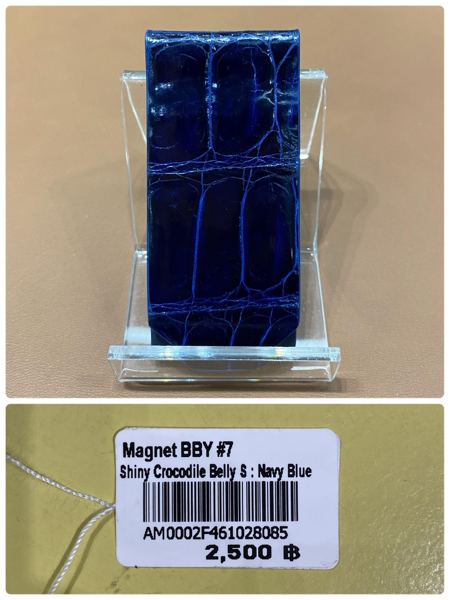 Magnet BBY #7
Shiny Crocodile Belly S : Navy Blue
AM0002F461028085
2,500 ฿